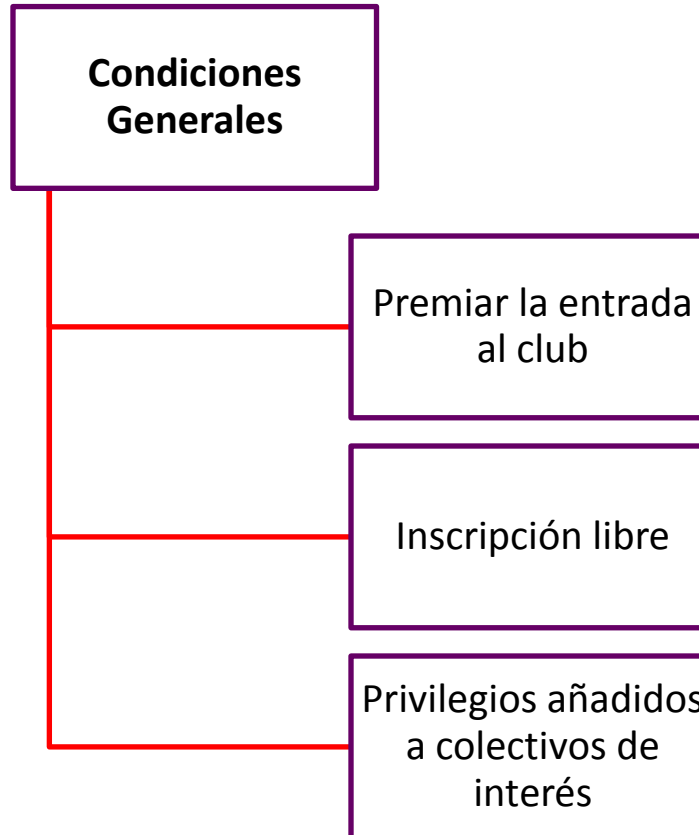 Condiciones
Generales
Premiar la entrada
al club
Inscripción libre
Privilegios añadidos
a colectivos de
interés